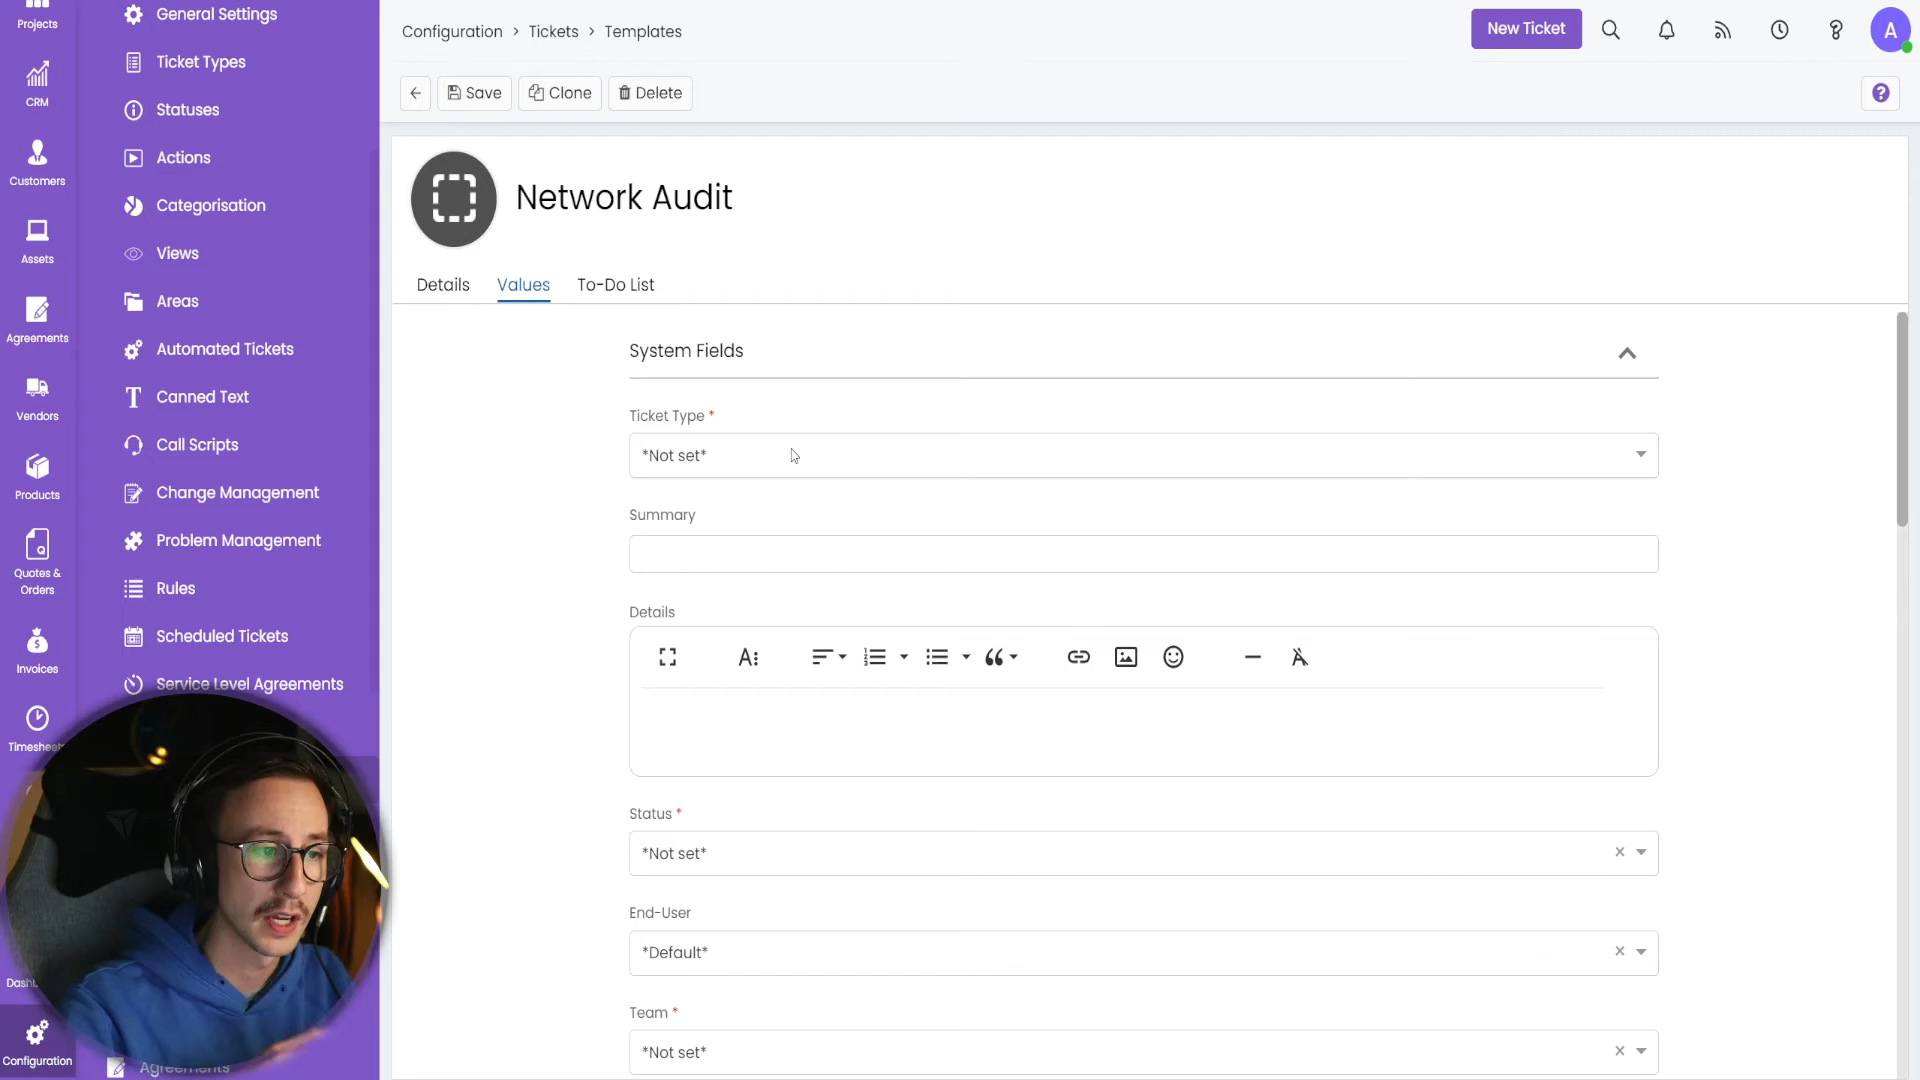 Projects
CRM
Customers
Assets
Agreements
Vendors
Products
Quotes &
Orders
Invoices
Configuration
General Settings
Ticket Types
Statuses
Actions
Categorisation
Views
Areas
Automated Tickets
Canned Text
Call Scripts
Change Management
Problem Management
Rules
Scheduled Tickets
Service Level Agreements
Agreements
Configuration > Tickets > Templates
New Ticket
A
Save
Clone
Delete
Network Audit
Details
Values
To-Do List
System Fields
Ticket Type *
*Not set*
Summary
Details
Status *
*Not set*
End-User
*Default*
Team *
*Not set*